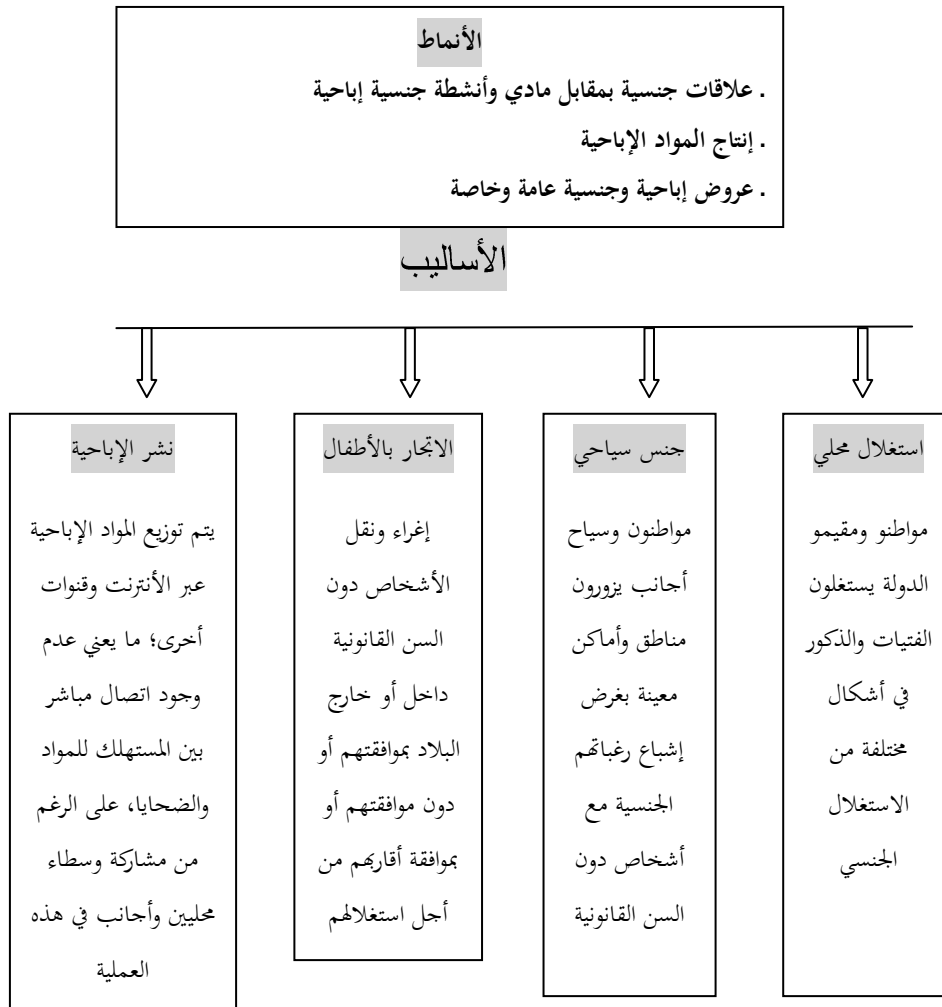 الأنماط
. علاقات جنسية بمقابل مادي وأنشطة جنسية إباحية
. إنتاج المواد الإباحية
. عروض إباحية وجنسية عامة وخاصة
الأساليب
استغلال محلي
مواطنو ومقيمو
الدولة يستغلون
الفتيات والذكور
في أشكال
مختلفة من
الاستغلال
الجنسي
جنس سياحي
مواطنون وسياح
أجانب يزورون
مناطق وأماكن
معينة بغرض
إشباع رغباتهم
الجنسية مع
أشخاص دون
السن القانونية
الاتجار بالأطفال
إغراء ونقل
الأشخاص دون
السن القانونية
داخل أو خارج
البلاد بموافقتهم أو
دون موافقتهم أو
بموافقة أقاربهم من
أجل استغلالهم
نشر الإباحية
يتم توزيع المواد الإباحية
عبر الأنترنت وقنوات
أخرى؛ ما يعني عدم
وجود اتصال مباشر
بين المستهلك للمواد
والضحايا، على الرغم
من مشاركة وسطاء
محليين وأجانب في هذه
العملية